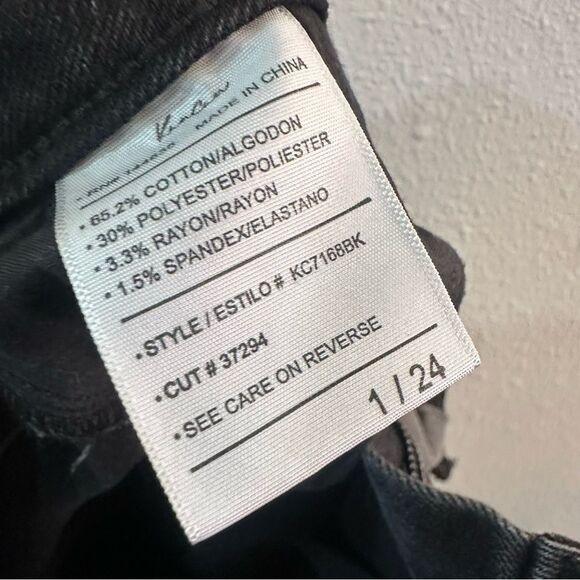 KanCan
MADE IN CHINA
• 65.2% COTTON/ALGODON
• 30% POLYESTER/POLIESTER
• 3.3% RAYON/RAYON
• 1.5% SPANDEX/ELASTANO
• STYLE / ESTILO # KC7168BK
• CUT # 37294
• SEE CARE ON REVERSE
1 / 24